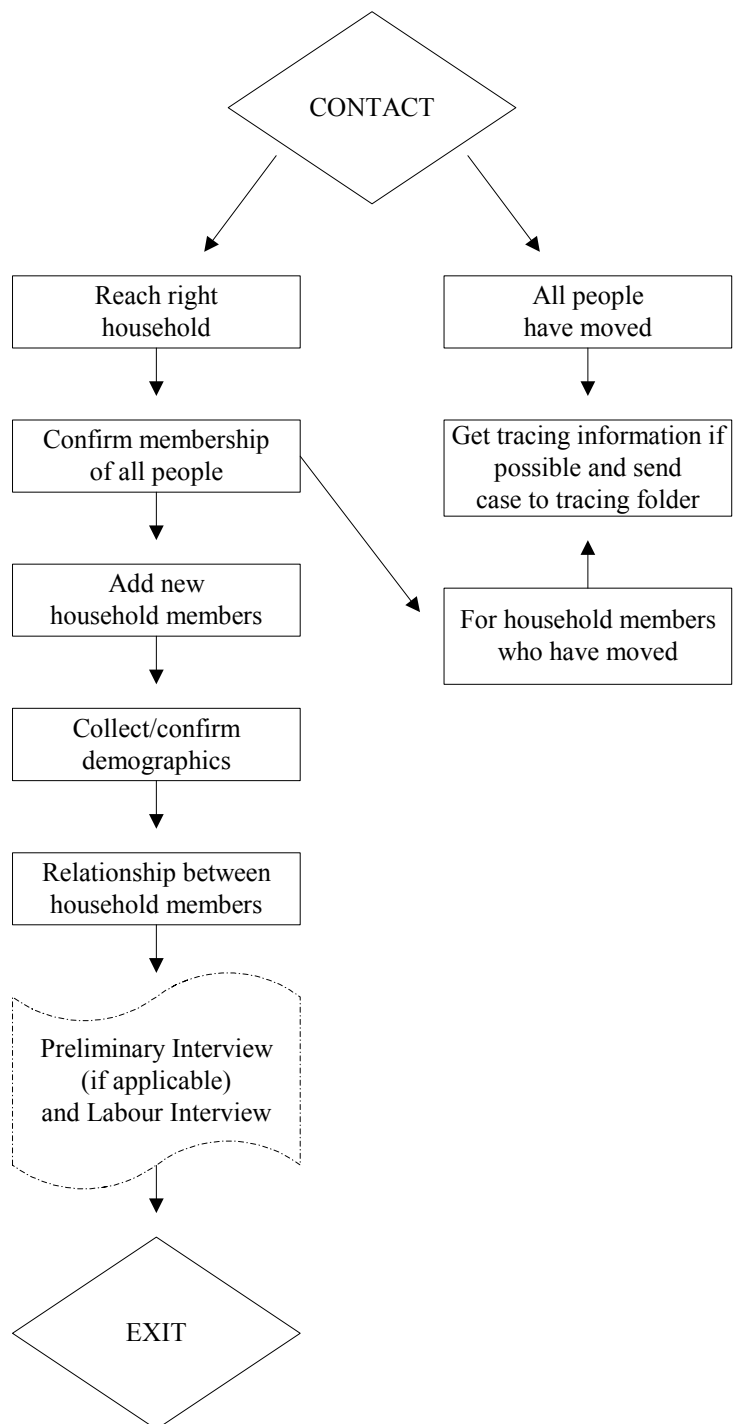 CONTACT
Reach right
household
All people
have moved
Confirm membership
of all people
Get tracing information if
possible and send
case to tracing folder
Add new
household members
For household members
who have moved
Collect/confirm
demographics
Relationship between
household members
Preliminary Interview
(if applicable)
and Labour Interview
EXIT